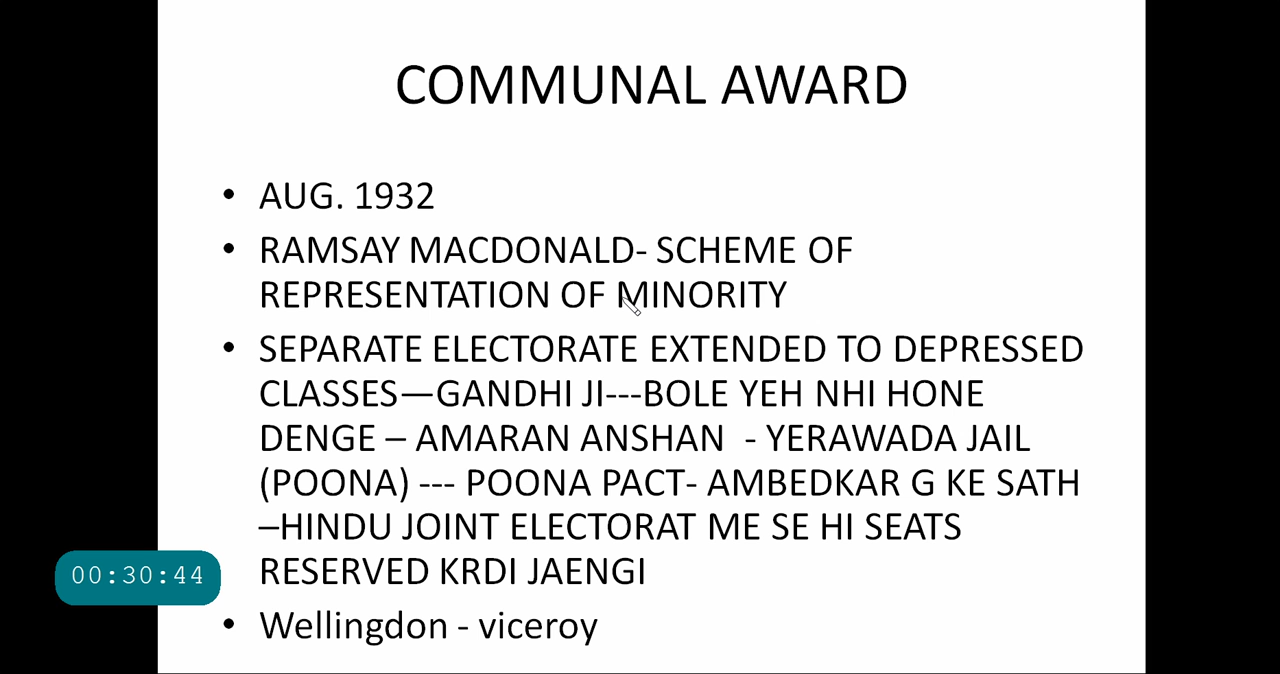 COMMUNAL AWARD
• AUG. 1932
• RAMSAY MACDONALD- SCHEME OF
REPRESENTATION OF MINORITY
• SEPARATE ELECTORATE EXTENDED TO DEPRESSED
CLASSES—GANDHI JI---BOLE YEH NHI HONE
DENGE – AMARAN ANSHAN  - YERAWADA JAIL
(POONA) --- POONA PACT- AMBEDKAR G KE SATH
–HINDU JOINT ELECTORAT ME SE HI SEATS
RESERVED KRDI JAENGI
• Wellingdon - viceroy
00:30:44